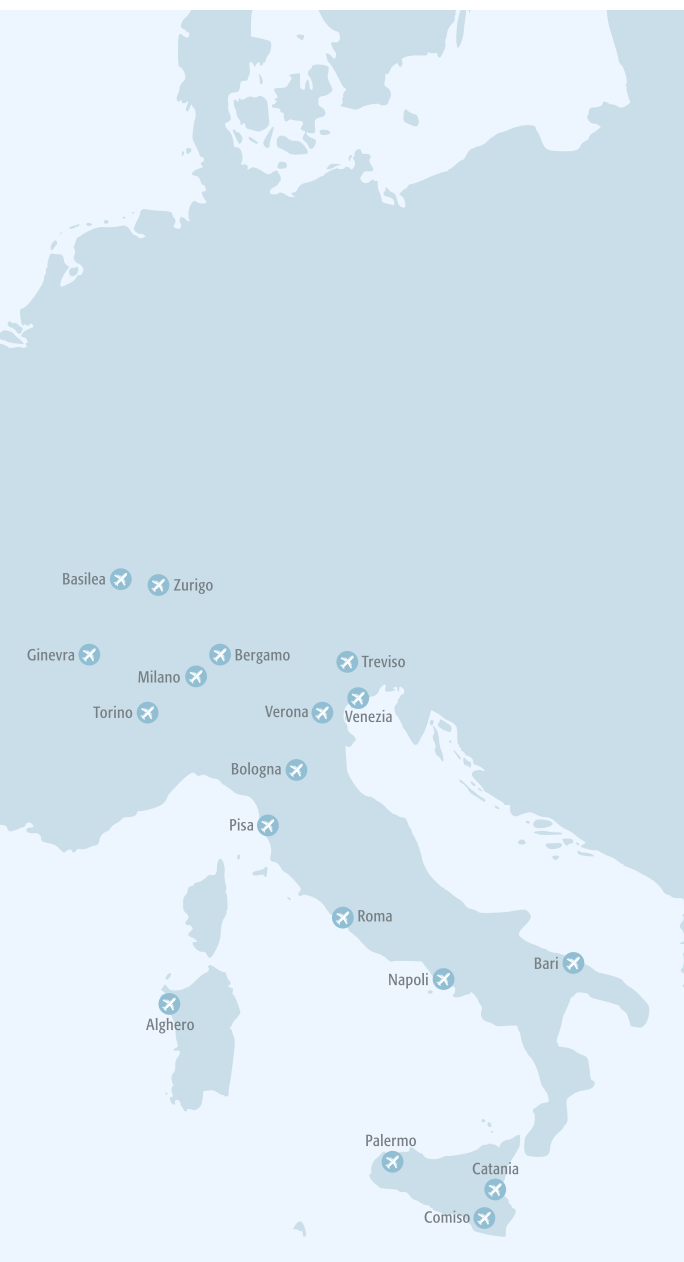 Basilea
Zurigo
Ginevra
Bergamo
Treviso
Milano
Torino
Verona
Venezia
Bologna
Pisa
Roma
Bari
Napoli
Alghero
Palermo
Catania
Comiso